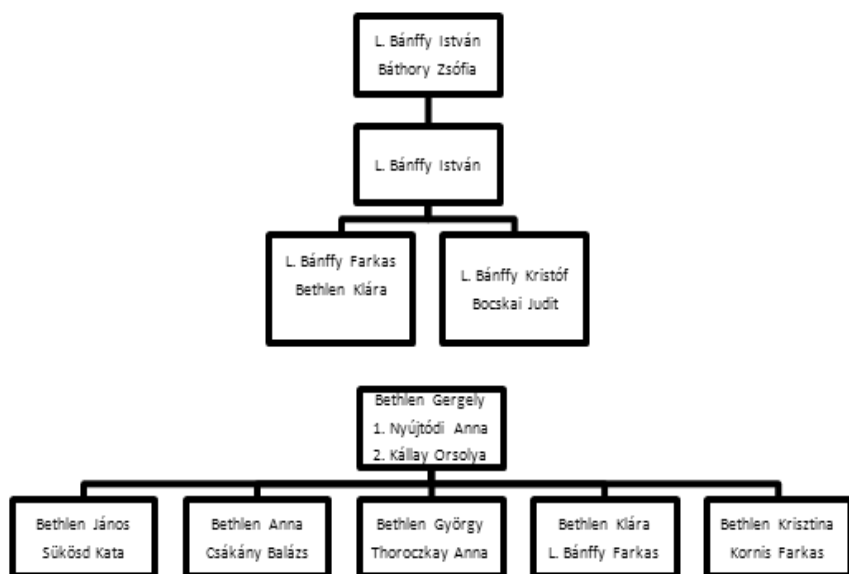 L. Bánffy István
Báthory Zsófia
L. Bánffy István
L. Bánffy Farkas
Bethlen Klára
L. Bánffy Kristóf
Bocskai Judit
Bethlen Gergely
1. Nyújtódi Anna
2. Kállay Orsolya
Bethlen János
Sükösd Kata
Bethlen Anna
Csákány Balázs
Bethlen György
Thoroczkay Anna
Bethlen Klára
L. Bánffy Farkas
Bethlen Krisztina
Kornis Farkas